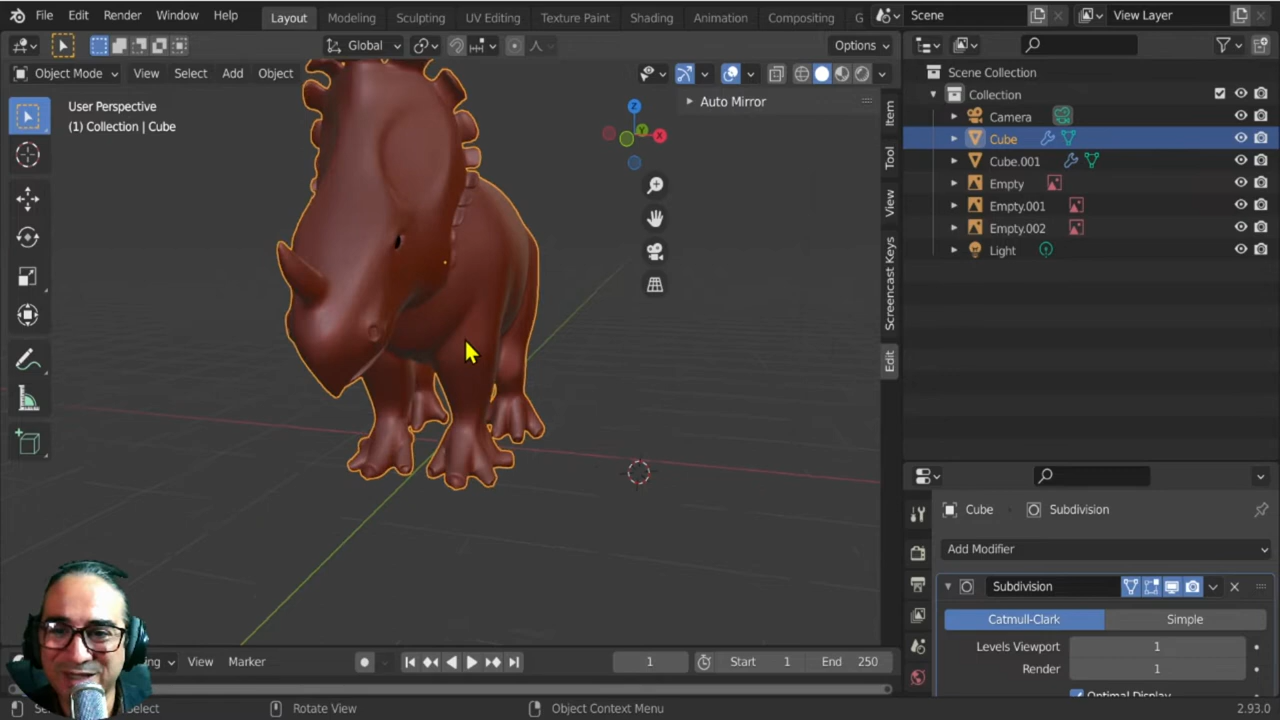 File Edit Render Window Help Layout Modeling Sculpting UV Editing Texture Paint Shading Animation Compositing G Scene View Layer
Global Options
Object Mode View Select Add Object
User Perspective
(1) Collection | Cube
Auto Mirror
Z
Y
X
Item
Tool
View
Screencast Keys
Edit
Scene Collection
Collection
Camera
Cube
Cube.001
Empty
Empty.001
Empty.002
Light
Cube Subdivision
Add Modifier
Subdivision
Catmull-Clark Simple
Levels Viewport 1
Render 1
Optimal Display
View Marker 1 Start 1 End 250
Select Rotate View Object Context Menu 2.93.0